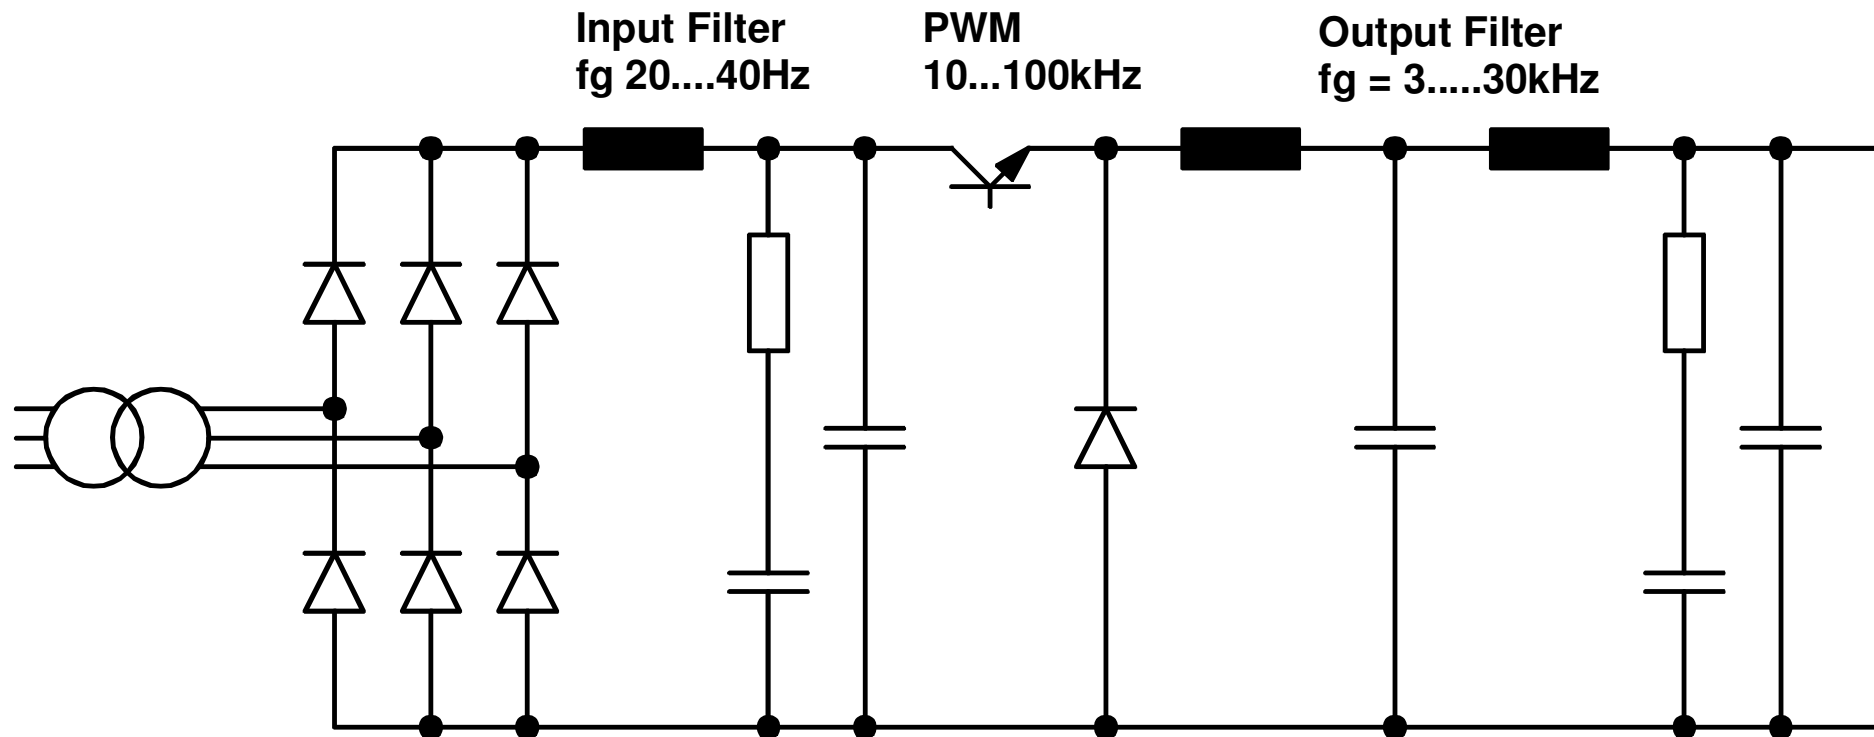 Input Filter
fg 20....40Hz
PWM
10...100kHz
Output Filter
fg = 3.....30kHz